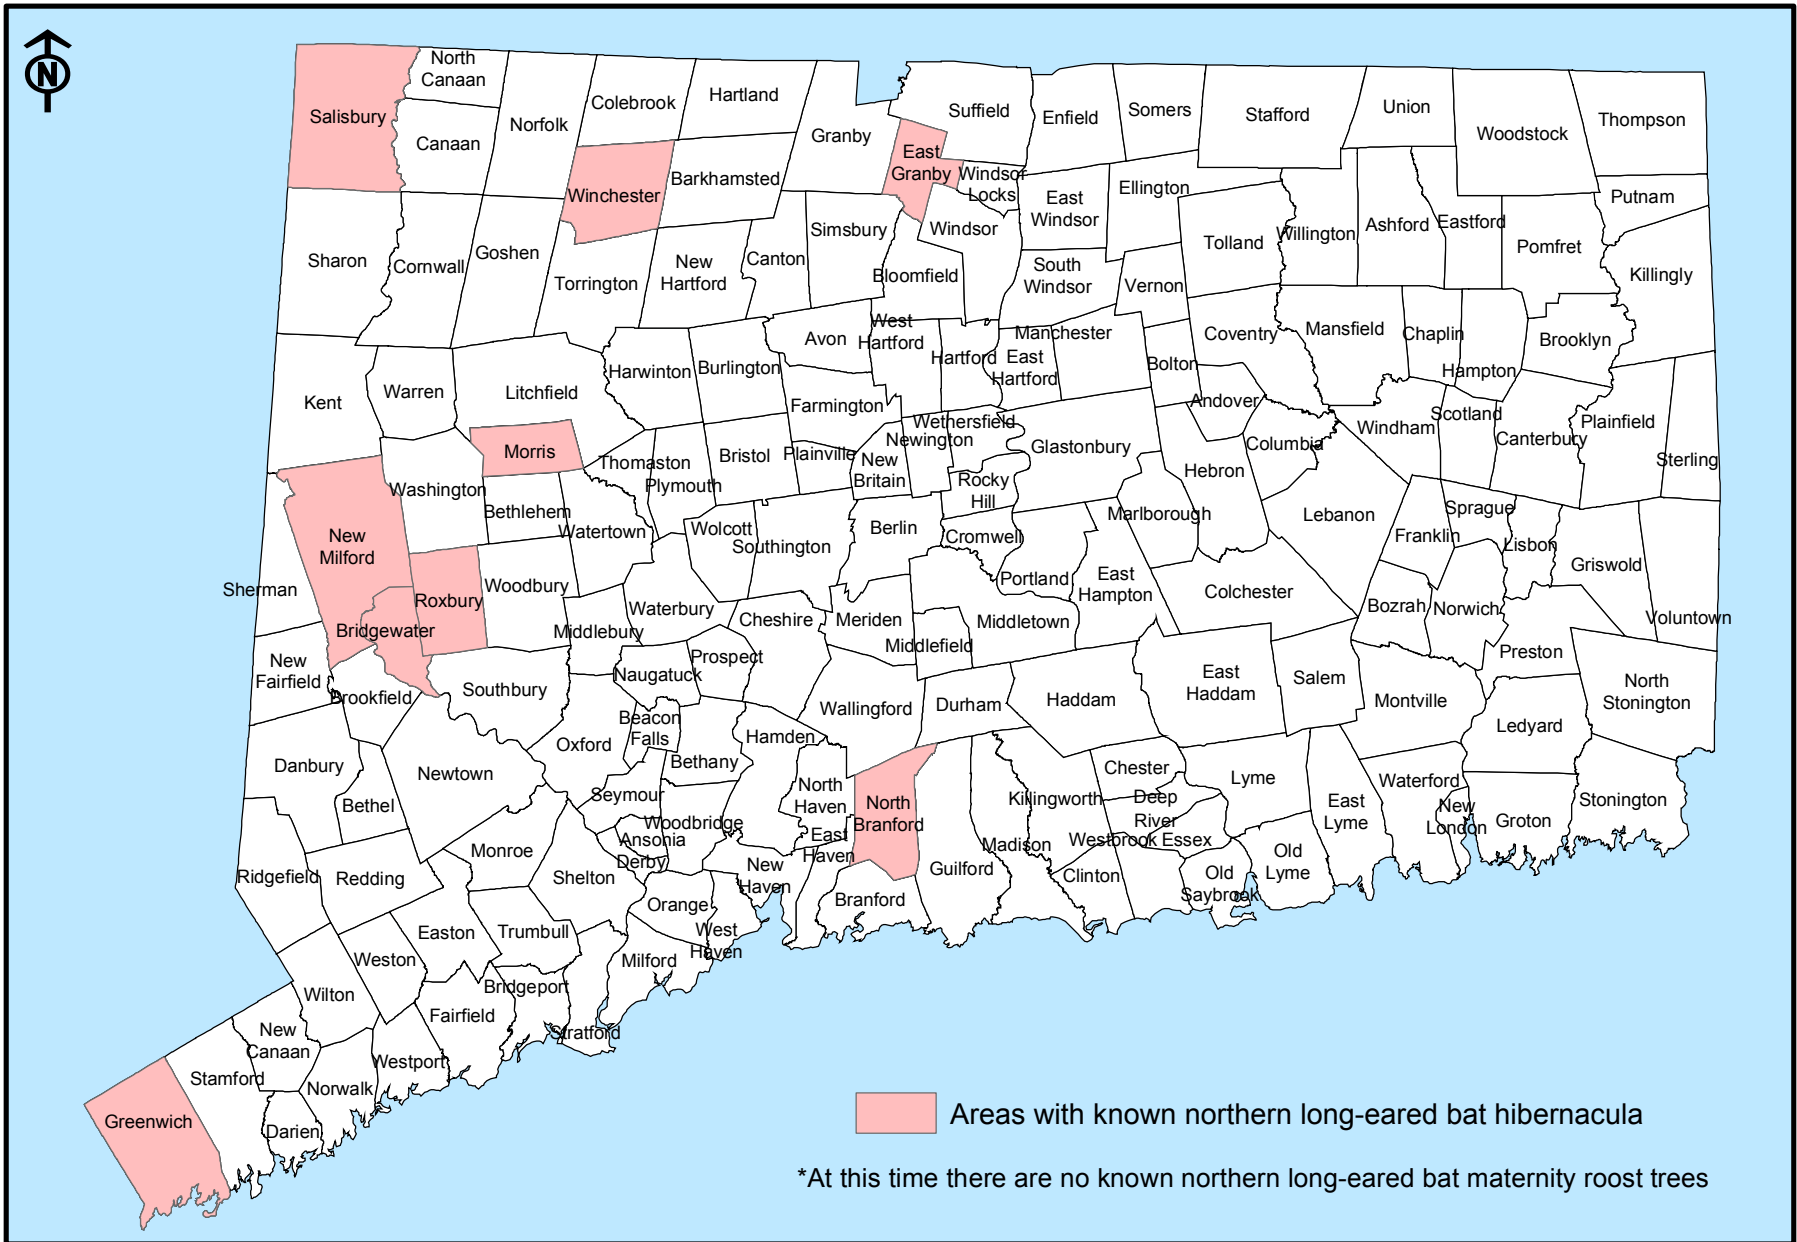 N
North
Canaan
Salisbury
Canaan
Norfolk
Colebrook
Hartland
Granby
Suffield
Enfield
Somers
Stafford
Union
Woodstock
Thompson
East
Granby
Windsor
Locks
Winchester
Barkhamsted
East
Windsor
Ellington
Putnam
Sharon
Cornwall
Goshen
Torrington
New
Hartford
Canton
Simsbury
Bloomfield
Windsor
South
Windsor
Vernon
Tolland
Willington
Ashford
Eastford
Pomfret
Killingly
Kent
Warren
Litchfield
Harwinton
Burlington
Avon
West
Hartford
Hartford
East
Hartford
Manchester
Bolton
Coventry
Mansfield
Chaplin
Hampton
Brooklyn
Andover
Farmington
Morris
Thomaston
Plymouth
Bristol
Plainville
New
Britain
Newington
Wethersfield
Rocky
Hill
Glastonbury
Hebron
Columbia
Windham
Scotland
Canterbury
Plainfield
Sterling
Washington
Bethlehem
Watertown
Wolcott
Southington
Berlin
Cromwell
Marlborough
Lebanon
Franklin
Sprague
Lisbon
Griswold
Voluntown
New
Milford
Sherman
Roxbury
Woodbury
Bridgewater
Middlebury
Waterbury
Cheshire
Meriden
Middlefield
Middletown
Portland
East
Hampton
Colchester
Bozrah
Norwich
Preston
New
Fairfield
Brookfield
Southbury
Naugatuck
Prospect
Wallingford
Durham
Haddam
East
Haddam
Salem
Montville
Ledyard
North
Stonington
Danbury
Bethel
Newtown
Oxford
Beacon
Falls
Bethany
Hamden
North
Haven
North
Branford
Seymour
Woodbridge
Ansonia
Derby
East
Haven
New
Haven
Killingworth
Chester
Deep
River
Westbrook
Essex
Lyme
East
Lyme
Waterford
New
London
Groton
Stonington
Ridgefield
Redding
Monroe
Shelton
Orange
West
Haven
Branford
Guilford
Madison
Clinton
Old
Saybrook
ook
Old
Lyme
Easton
Trumbull
Weston
Wilton
Milford
Bridgeport
Stratford
Fairfield
New
Canaan
Stamford
Norwalk
Westport
Darien
Greenwich
Areas with known northern long-eared bat hibernacula
*At this time there are no known northern long-eared bat maternity roost trees